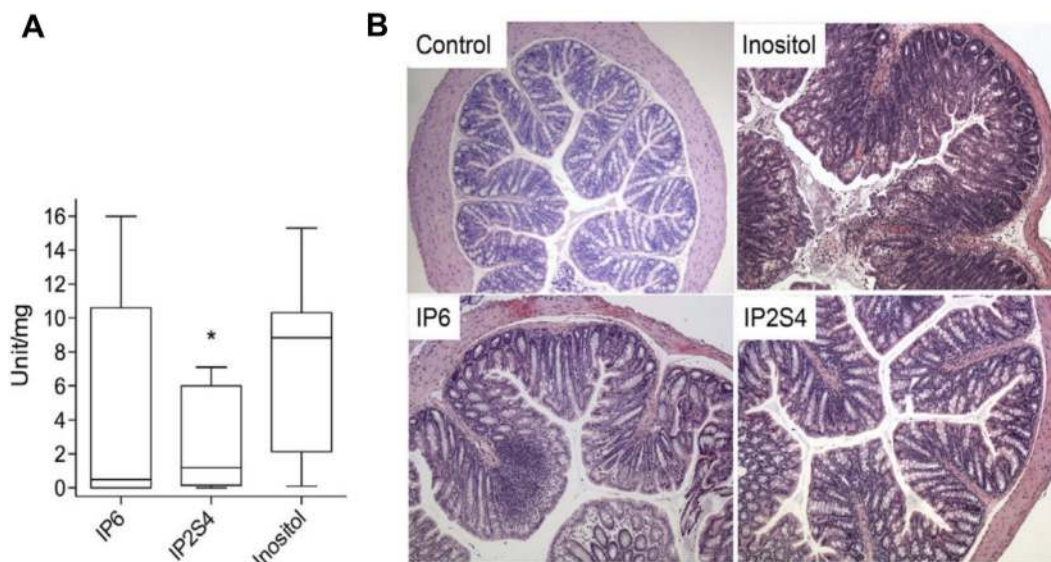 A
Unit/mg
16
14
12
10
8
6
4
2
0
*
IP6
IP2S4
Inositol
B
Control
Inositol
IP6
IP2S4